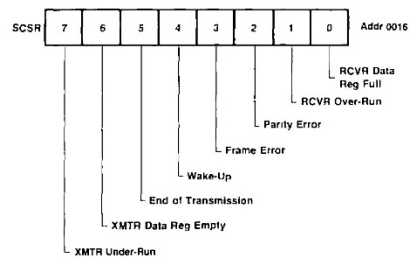 SCSR 7 6 5 4 3 2 1 0 Addr 0016
RCVR Data
Reg Full
RCVR Over-Run
Parity Error
Frame Error
Wake-Up
End of Transmission
XMTR Data Reg Empty
XMTR Under-Run